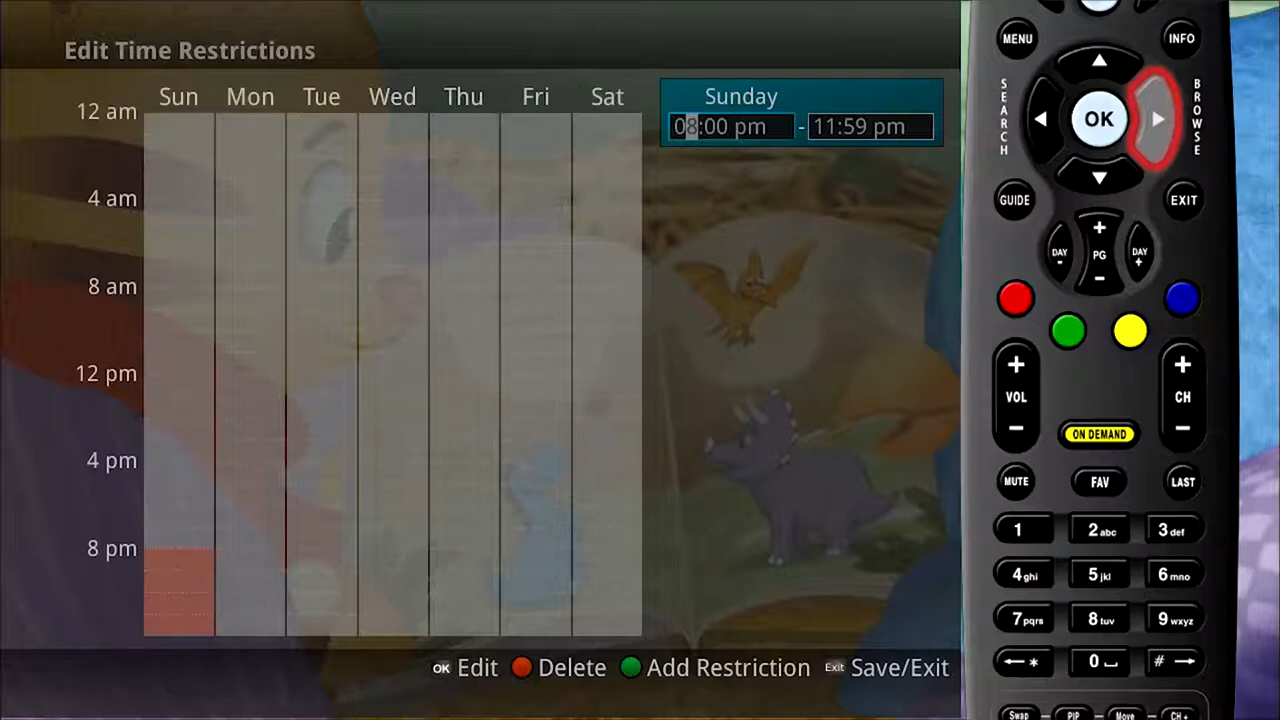 Edit Time Restrictions
Sun Mon Tue Wed Thu Fri Sat
12 am
4 am
8 am
12 pm
4 pm
8 pm
Sunday
08:00 pm - 11:59 pm
OK Edit Delete Add Restriction Exit Save/Exit
MENU INFO
SEARCH
OK
BROWSE
GUIDE EXIT
DAY - + PG - DAY +
+ VOL -
+ CH -
ON DEMAND
MUTE FAV LAST
1 2abc 3def
4ghi 5jkl 6mno
7pqrs 8tuv 9wxyz
←* 0 #→
Swap PIP Move CH+